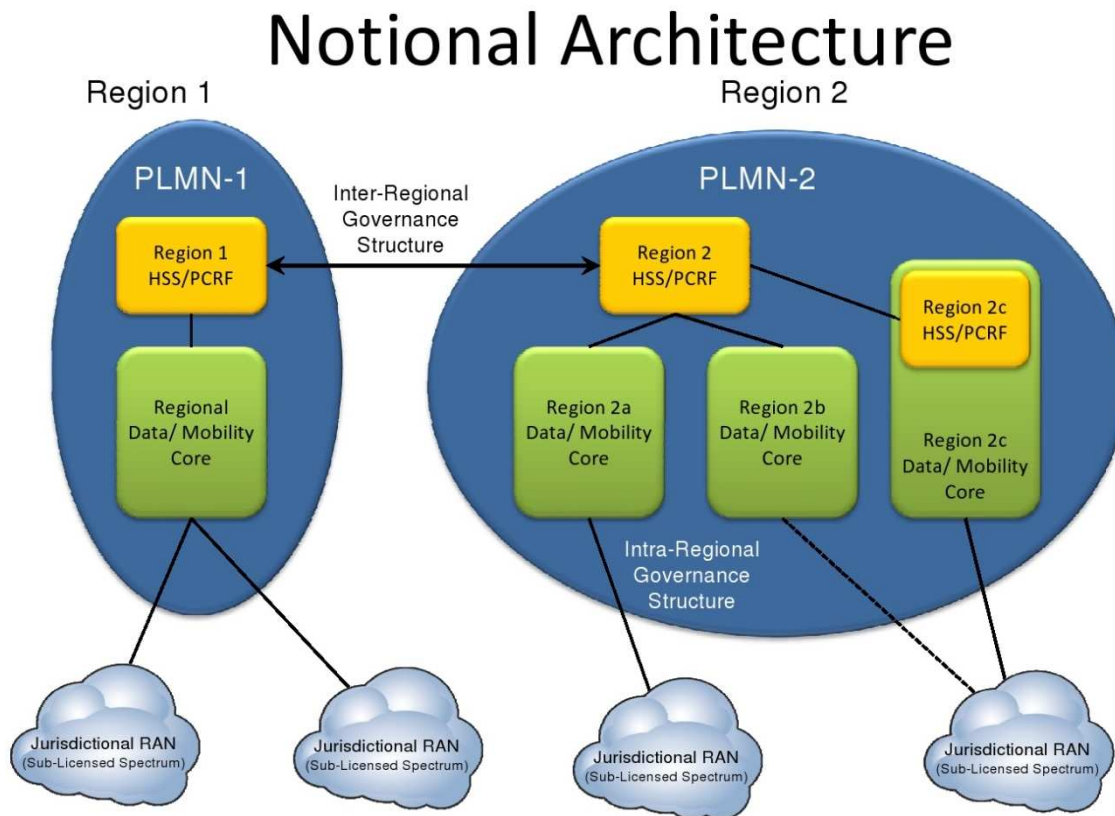 Notional Architecture
Region 1
Region 2
PLMN-1
PLMN-2
Inter-Regional
Governance
Structure
Region 1
HSS/PCRF
Region 2
HSS/PCRF
Region 2c
HSS/PCRF
Regional
Data/ Mobility
Core
Region 2a
Data/ Mobility
Core
Region 2b
Data/ Mobility
Core
Region 2c
Data/ Mobility
Core
Intra-Regional
Governance
Structure
Jurisdictional RAN
(Sub-Licensed Spectrum)
Jurisdictional RAN
(Sub-Licensed Spectrum)
Jurisdictional RAN
(Sub-Licensed Spectrum)
Jurisdictional RAN
(Sub-Licensed Spectrum)